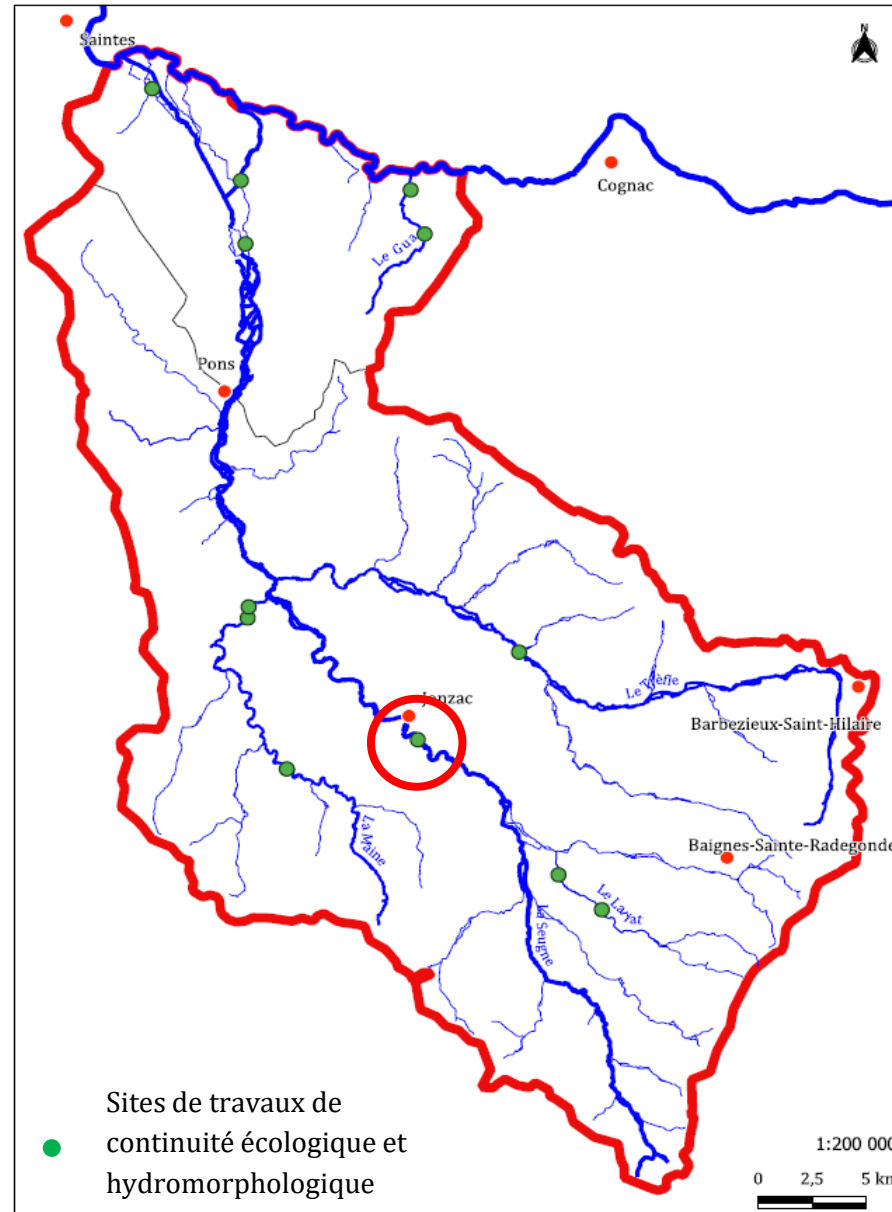 N
Saintes
Cognac
Le Gua
Pons
Le Trèfle
Jonzac
Barbezieux-Saint-Hilaire
Baignes-Sainte-Radegonde
La Maine
Le Lariat
La Seugne
Sites de travaux de
continuité écologique et
hydromorphologique
1:200 000
0 2,5 5 km